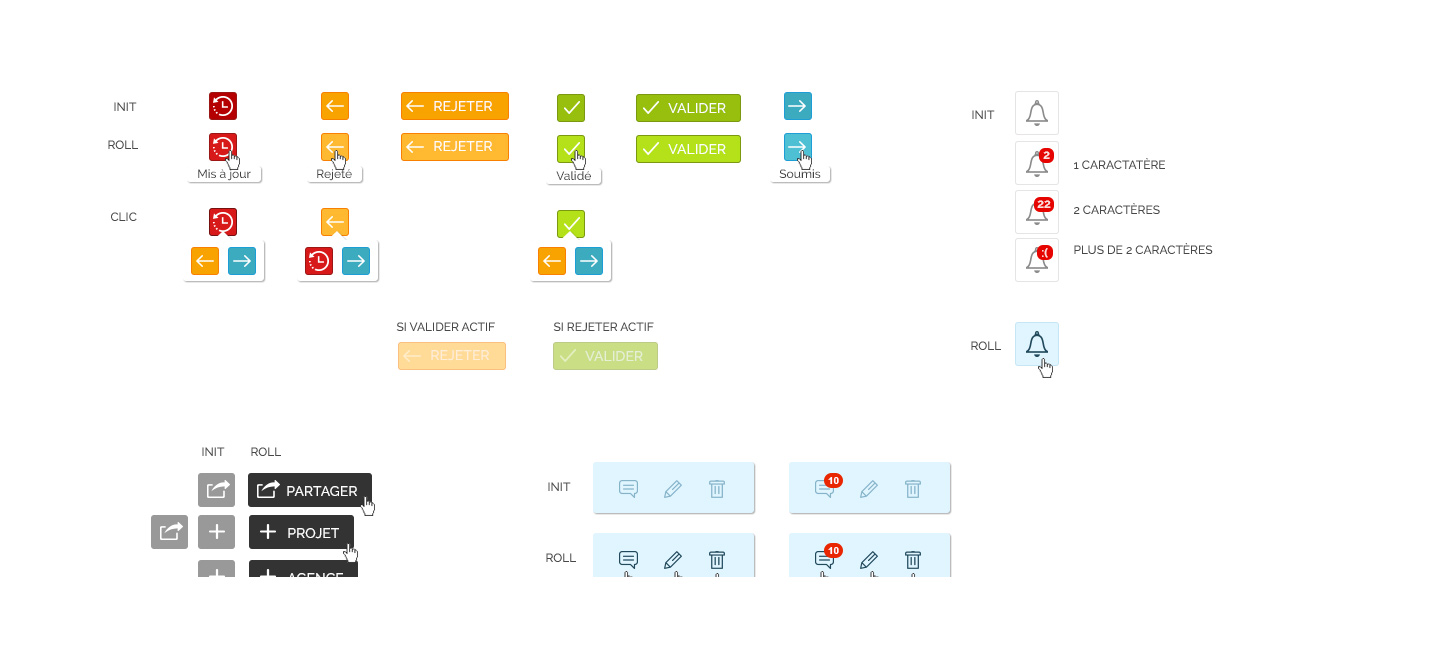 INIT
REJETER
VALIDER
ROLL
REJETER
VALIDER
Mis à jour
Rejeté
Validé
Soumis
CLIC
SI VALIDER ACTIF
SI REJETER ACTIF
REJETER
VALIDER
INIT
2
1 CARACTATÈRE
22
2 CARACTÈRES
:(
PLUS DE 2 CARACTÈRES
ROLL
INIT
ROLL
PARTAGER
PROJET
AGENCE
INIT
10
ROLL
10